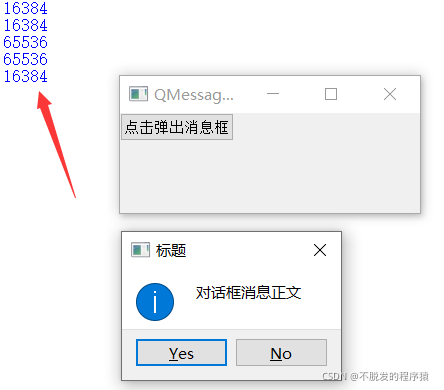 16384
16384
65536
65536
16384
QMessag...
点击弹出消息框
标题
对话框消息正文
Yes
No
CSDN @不脱发的程序猿